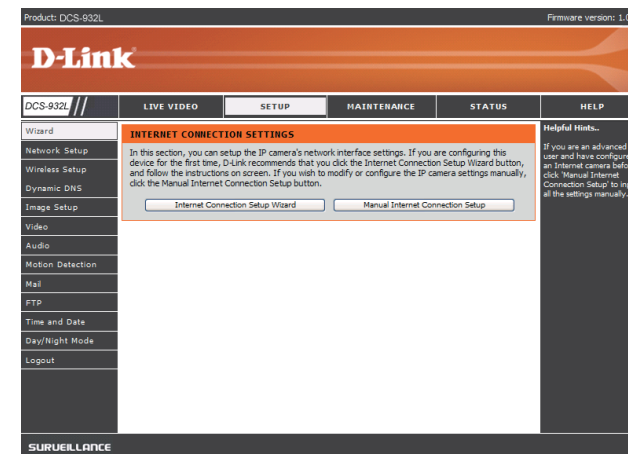 Product: DCS-932L
Firmware version: 1.0
D-Link
DCS-932L
LIVE VIDEO
SETUP
MAINTENANCE
STATUS
HELP
Wizard
Network Setup
Wireless Setup
Dynamic DNS
Image Setup
Video
Audio
Motion Detection
Mail
FTP
Time and Date
Day/Night Mode
Logout
INTERNET CONNECTION SETTINGS
In this section, you can setup the IP camera's network interface settings. If you are configuring this
device for the first time, D-Link recommends that you click the Internet Connection Setup Wizard button,
and follow the instructions on screen. If you wish to modify or configure the IP camera settings manually,
click the Manual Internet Connection Setup button.
Internet Connection Setup Wizard
Manual Internet Connection Setup
Helpful Hints..
If you are an advanced
user and have configure
an Internet camera befo
click 'Manual Internet
Connection Setup' to inp
all the settings manually.
SURVEILLANCE